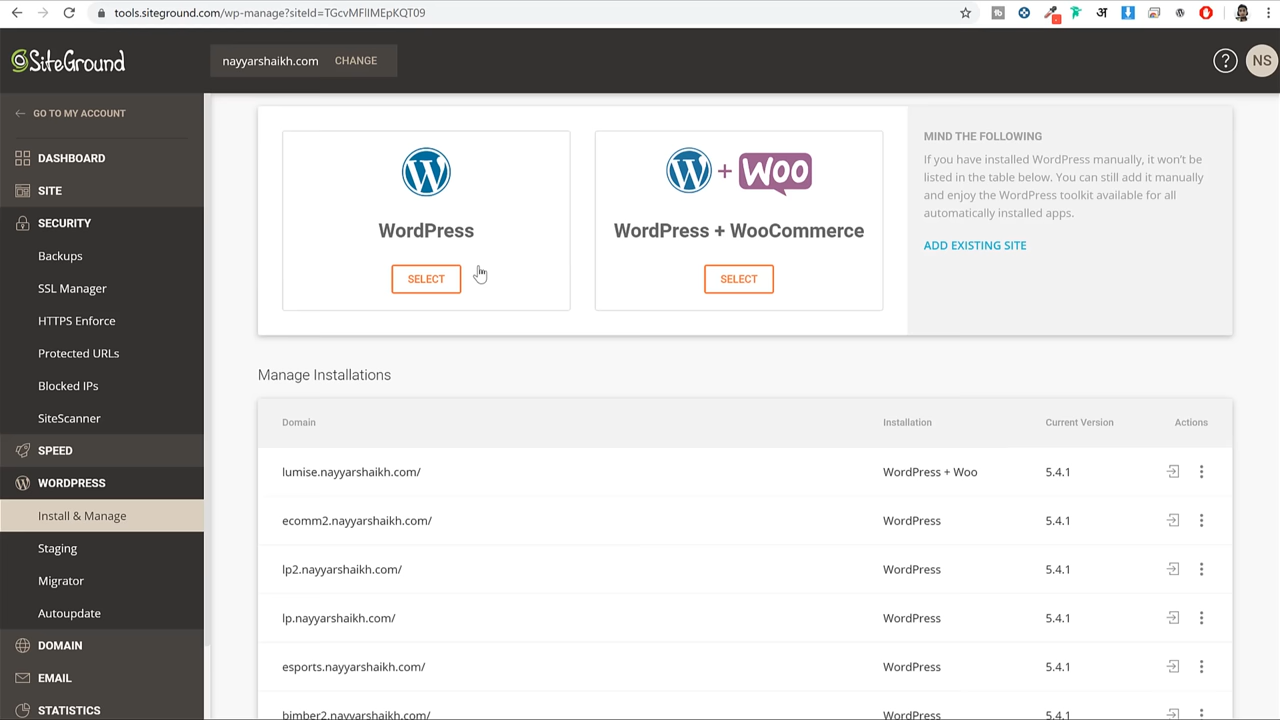 tools.siteground.com/wp-manage?siteId=TGcvMFlIMEpKQT09
SiteGround
nayyarshaikh.com CHANGE
? NS
GO TO MY ACCOUNT
DASHBOARD
SITE
SECURITY
Backups
SSL Manager
HTTPS Enforce
Protected URLs
Blocked IPs
SiteScanner
SPEED
WORDPRESS
Install & Manage
Staging
Migrator
Autoupdate
DOMAIN
EMAIL
STATISTICS
WordPress
SELECT
W + WOO
WordPress + WooCommerce
SELECT
MIND THE FOLLOWING
If you have installed WordPress manually, it won't be
listed in the table below. You can still add it manually
and enjoy the WordPress toolkit available for all
automatically installed apps.
ADD EXISTING SITE
Manage Installations
Domain Installation Current Version Actions
lumise.nayyarshaikh.com/ WordPress + Woo 5.4.1
ecomm2.nayyarshaikh.com/ WordPress 5.4.1
lp2.nayyarshaikh.com/ WordPress 5.4.1
lp.nayyarshaikh.com/ WordPress 5.4.1
esports.nayyarshaikh.com/ WordPress 5.4.1
bimber2.nayyarshaikh.com/ WordPress 5.4.1